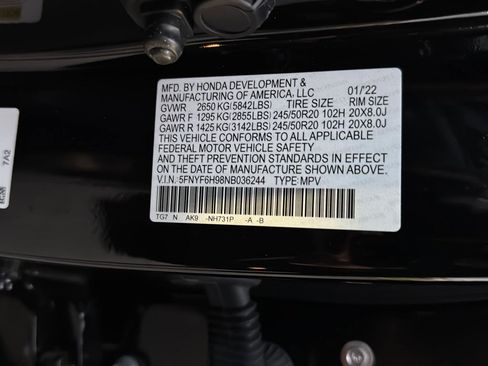 MFD. BY HONDA DEVELOPMENT &
MANUFACTURING OF AMERICA, LLC 01/'22
GVWR 2650 KG(5842LBS) TIRE SIZE RIM SIZE
GAWR F 1295 KG(2855LBS) 245/50R20 102H 20X8.0J
GAWR R 1425 KG(3142LBS) 245/50R20 102H 20X8.0J
THIS VEHICLE CONFORMS TO ALL APPLICABLE
FEDERAL MOTOR VEHICLE SAFETY
AND THEFT PREVENTION STANDARDS IN EFFECT
ON THE DATE OF MANUFACTURE SHOWN ABOVE.
V.I.N.: 5FNYF6H98NB036244 TYPE: MPV
TG7 N AK9 -NH731P -A -B
7A2